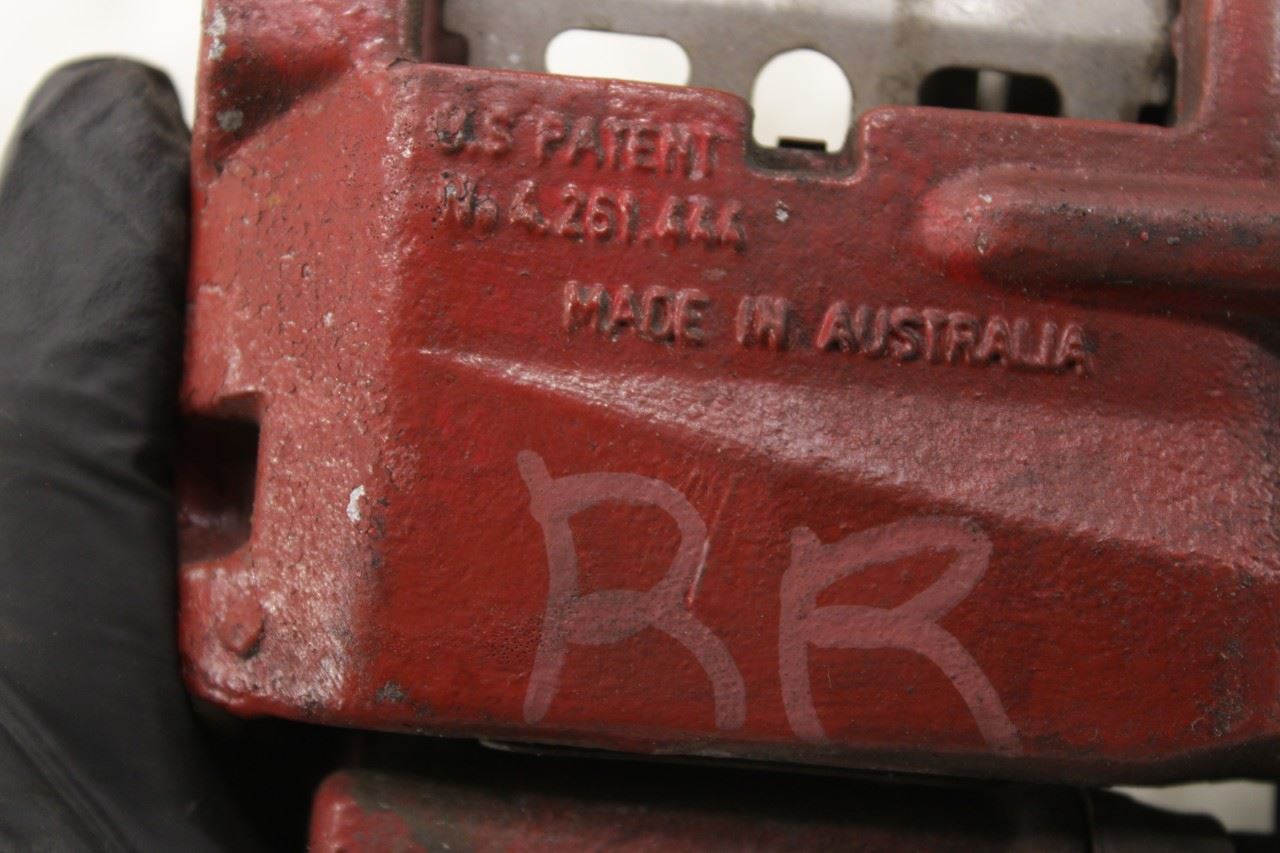 U.S PATENT
No 4.261.444
MADE IN AUSTRALIA
RR